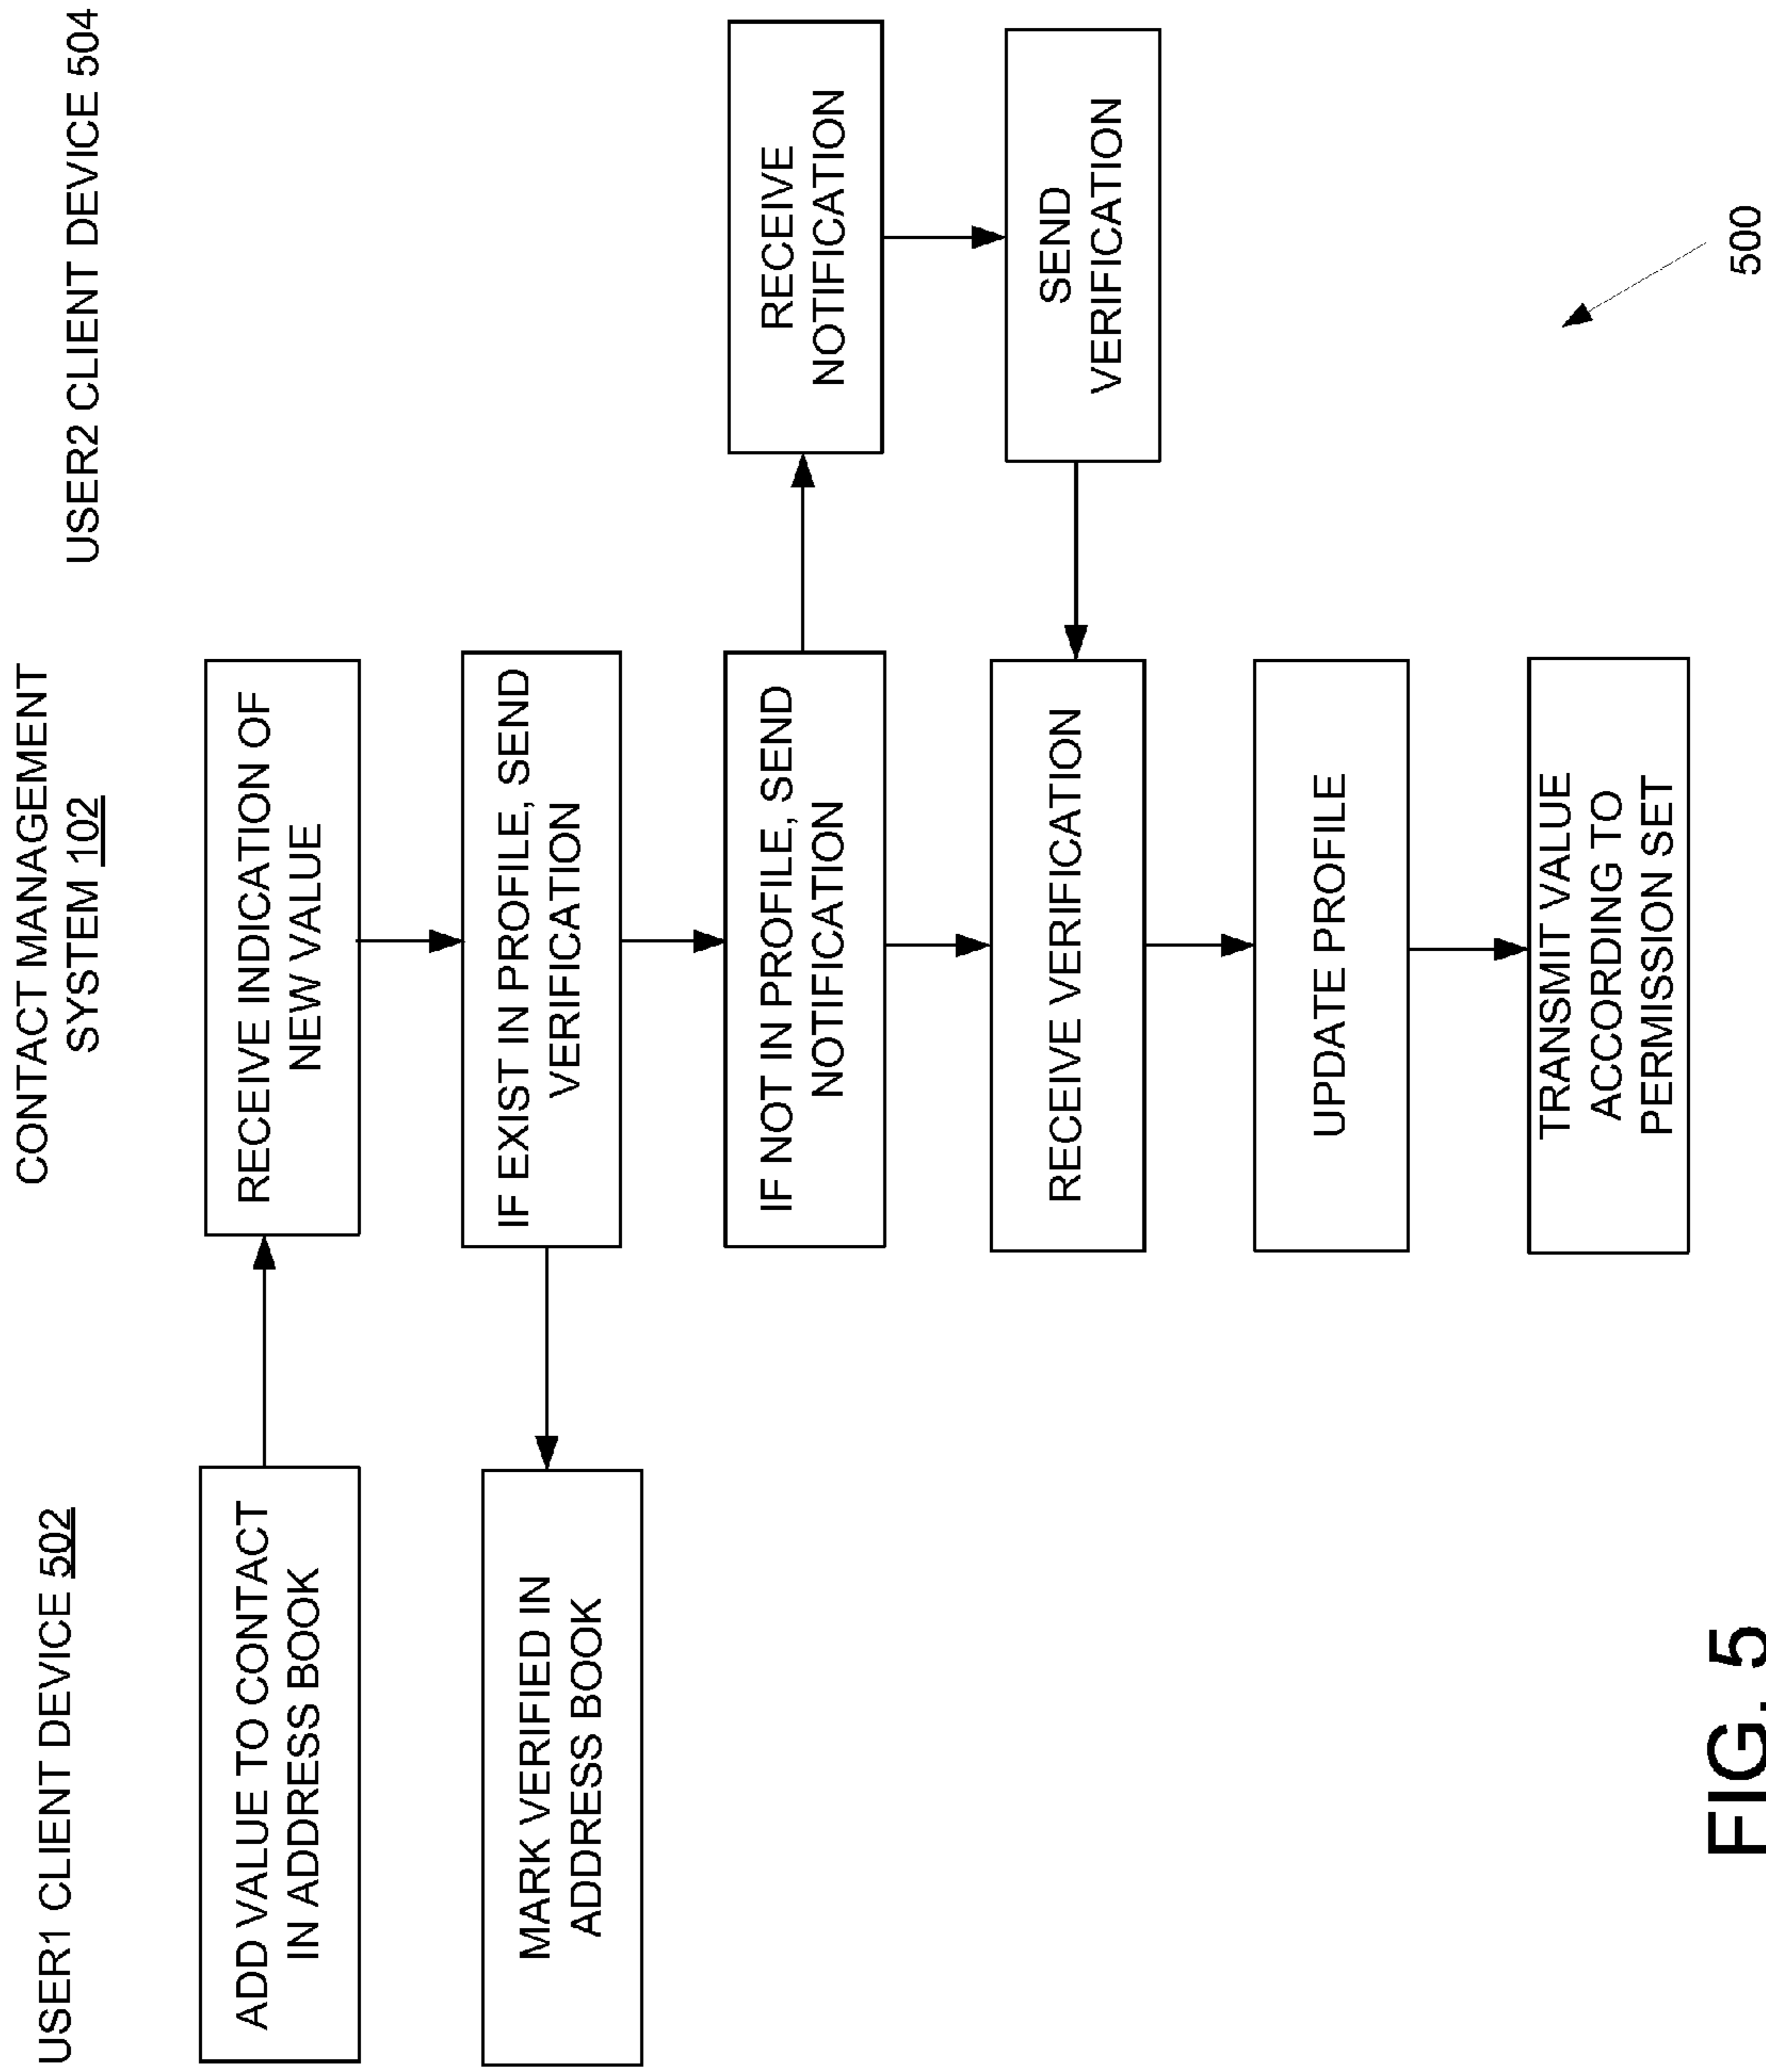 USER1 CLIENT DEVICE 502
CONTACT MANAGEMENT
SYSTEM 102
USER2 CLIENT DEVICE 504
ADD VALUE TO CONTACT
IN ADDRESS BOOK
RECEIVE INDICATION OF
NEW VALUE
MARK VERIFIED IN
ADDRESS BOOK
IF EXIST IN PROFILE, SEND
VERIFICATION
IF NOT IN PROFILE, SEND
NOTIFICATION
RECEIVE
NOTIFICATION
RECEIVE VERIFICATION
SEND
VERIFICATION
UPDATE PROFILE
TRANSMIT VALUE
ACCORDING TO
PERMISSION SET
500
FIG. 5